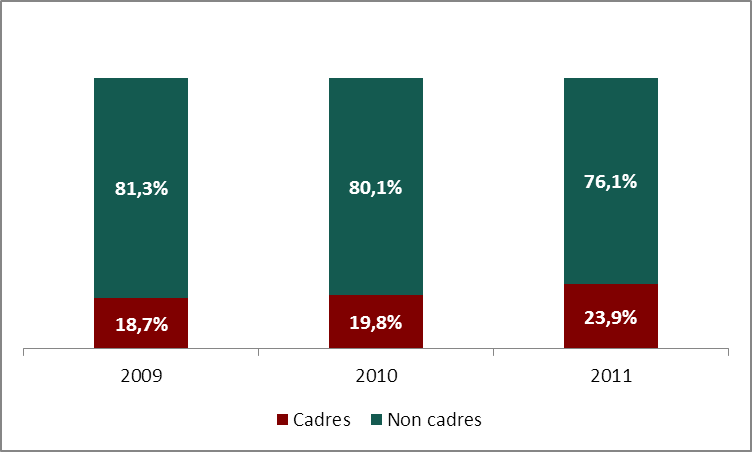 81,3% 80,1% 76,1%
18,7% 19,8% 23,9%
2009 2010 2011
Cadres Non cadres